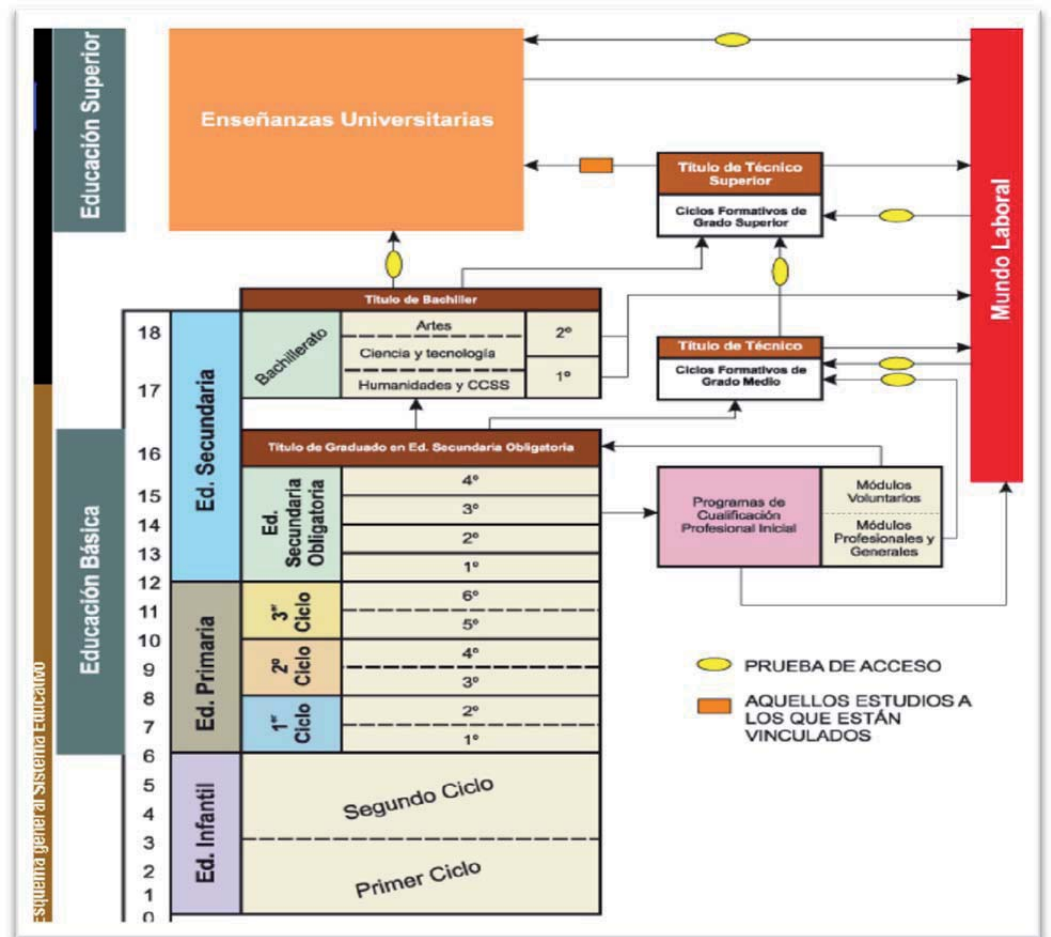 Educación Superior
Enseñanzas Universitarias
Título de Técnico
Superior
Ciclos Formativos de
Grado Superior
Mundo Laboral
Título de Bachiller
18
17
Ed. Secundaria
Bachillerato
Artes
Ciencia y tecnología
Humanidades y CCSS
2º
1º
Título de Técnico
Ciclos Formativos de
Grado Medio
Educación Básica
16
15
14
13
12
Título de Graduado en Ed. Secundaria Obligatoria
Ed.
Secundaria
Obligatoria
4º
3º
2º
1º
Programas de
Cualificación
Profesional Inicial
Módulos
Voluntarios
Módulos
Profesionales y
Generales
11
10
9
8
7
6
Ed. Primaria
3er
Ciclo
6º
5º
2º
Ciclo
4º
3º
1er
Ciclo
2º
1º
PRUEBA DE ACCESO
AQUELLOS ESTUDIOS A
LOS QUE ESTÁN
VINCULADOS
5
4
3
2
1
0
Ed. Infantil
Segundo Ciclo
Primer Ciclo
Esquema general Sistema Educativo